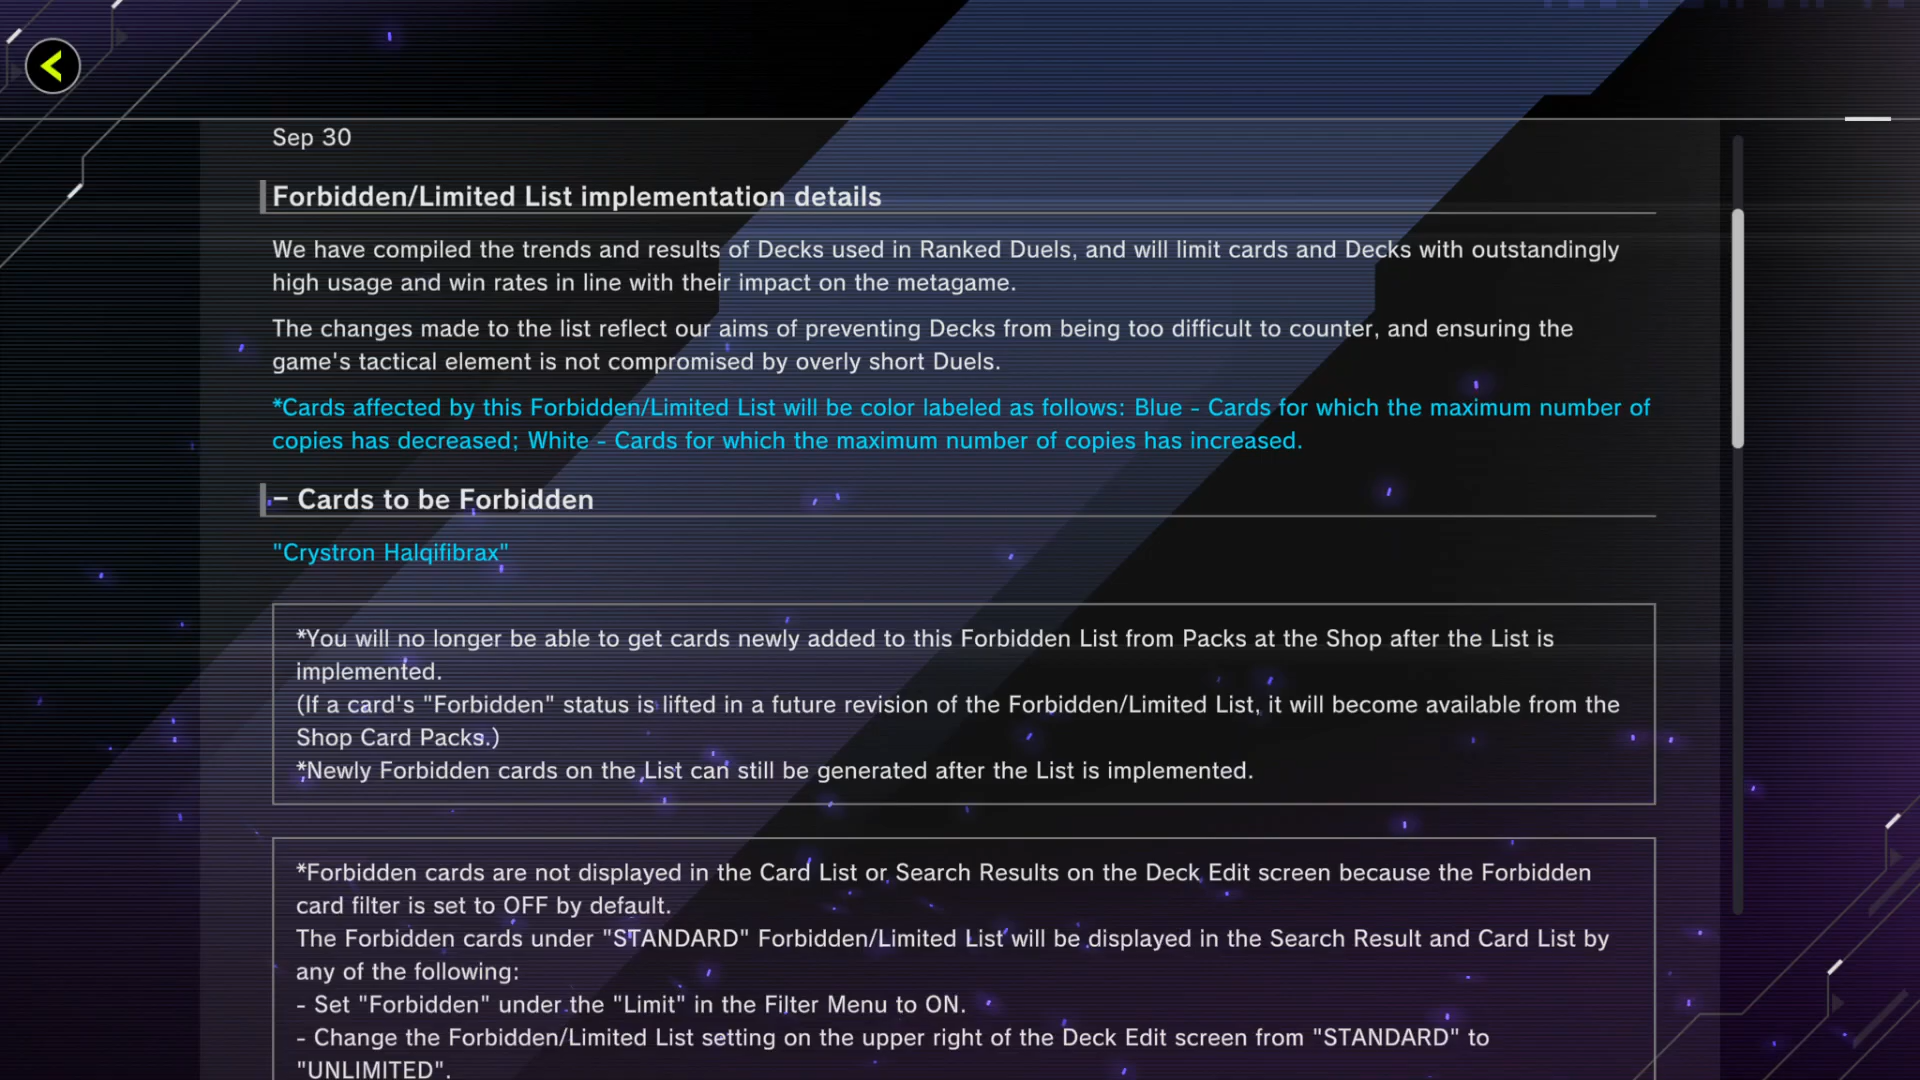 Sep 30
Forbidden/Limited List implementation details
We have compiled the trends and results of Decks used in Ranked Duels, and will limit cards and Decks with outstandingly
high usage and win rates in line with their impact on the metagame.
The changes made to the list reflect our aims of preventing Decks from being too difficult to counter, and ensuring the
game's tactical element is not compromised by overly short Duels.
*Cards affected by this Forbidden/Limited List will be color labeled as follows: Blue - Cards for which the maximum number of
copies has decreased; White - Cards for which the maximum number of copies has increased.
– Cards to be Forbidden
"Crystron Halqifibrax"
*You will no longer be able to get cards newly added to this Forbidden List from Packs at the Shop after the List is
implemented.
(If a card's "Forbidden" status is lifted in a future revision of the Forbidden/Limited List, it will become available from the
Shop Card Packs.)
*Newly Forbidden cards on the List can still be generated after the List is implemented.
*Forbidden cards are not displayed in the Card List or Search Results on the Deck Edit screen because the Forbidden
card filter is set to OFF by default.
The Forbidden cards under "STANDARD" Forbidden/Limited List will be displayed in the Search Result and Card List by
any of the following:
- Set "Forbidden" under the "Limit" in the Filter Menu to ON.
- Change the Forbidden/Limited List setting on the upper right of the Deck Edit screen from "STANDARD" to
"UNLIMITED".